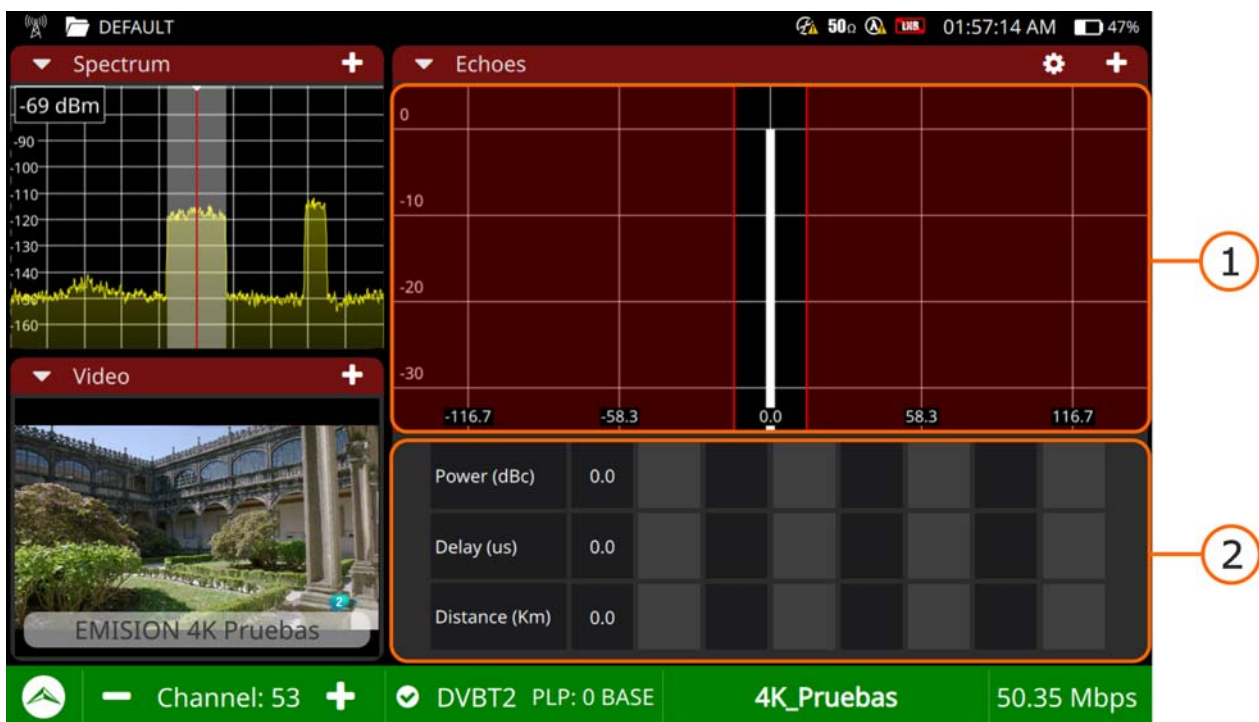 DEFAULT
50Ω
LNB
01:57:14 AM
47%
Spectrum
-69 dBm
-90
-100
-110
-120
-130
-140
-160
Echoes
0
-10
-20
-30
-116.7 -58.3 0.0 58.3 116.7
1
Video
2
EMISION 4K Pruebas
Power (dBc) 0.0
Delay (us) 0.0
Distance (Km) 0.0
2
Channel: 53
DVBT2 PLP: 0 BASE
4K_Pruebas
50.35 Mbps